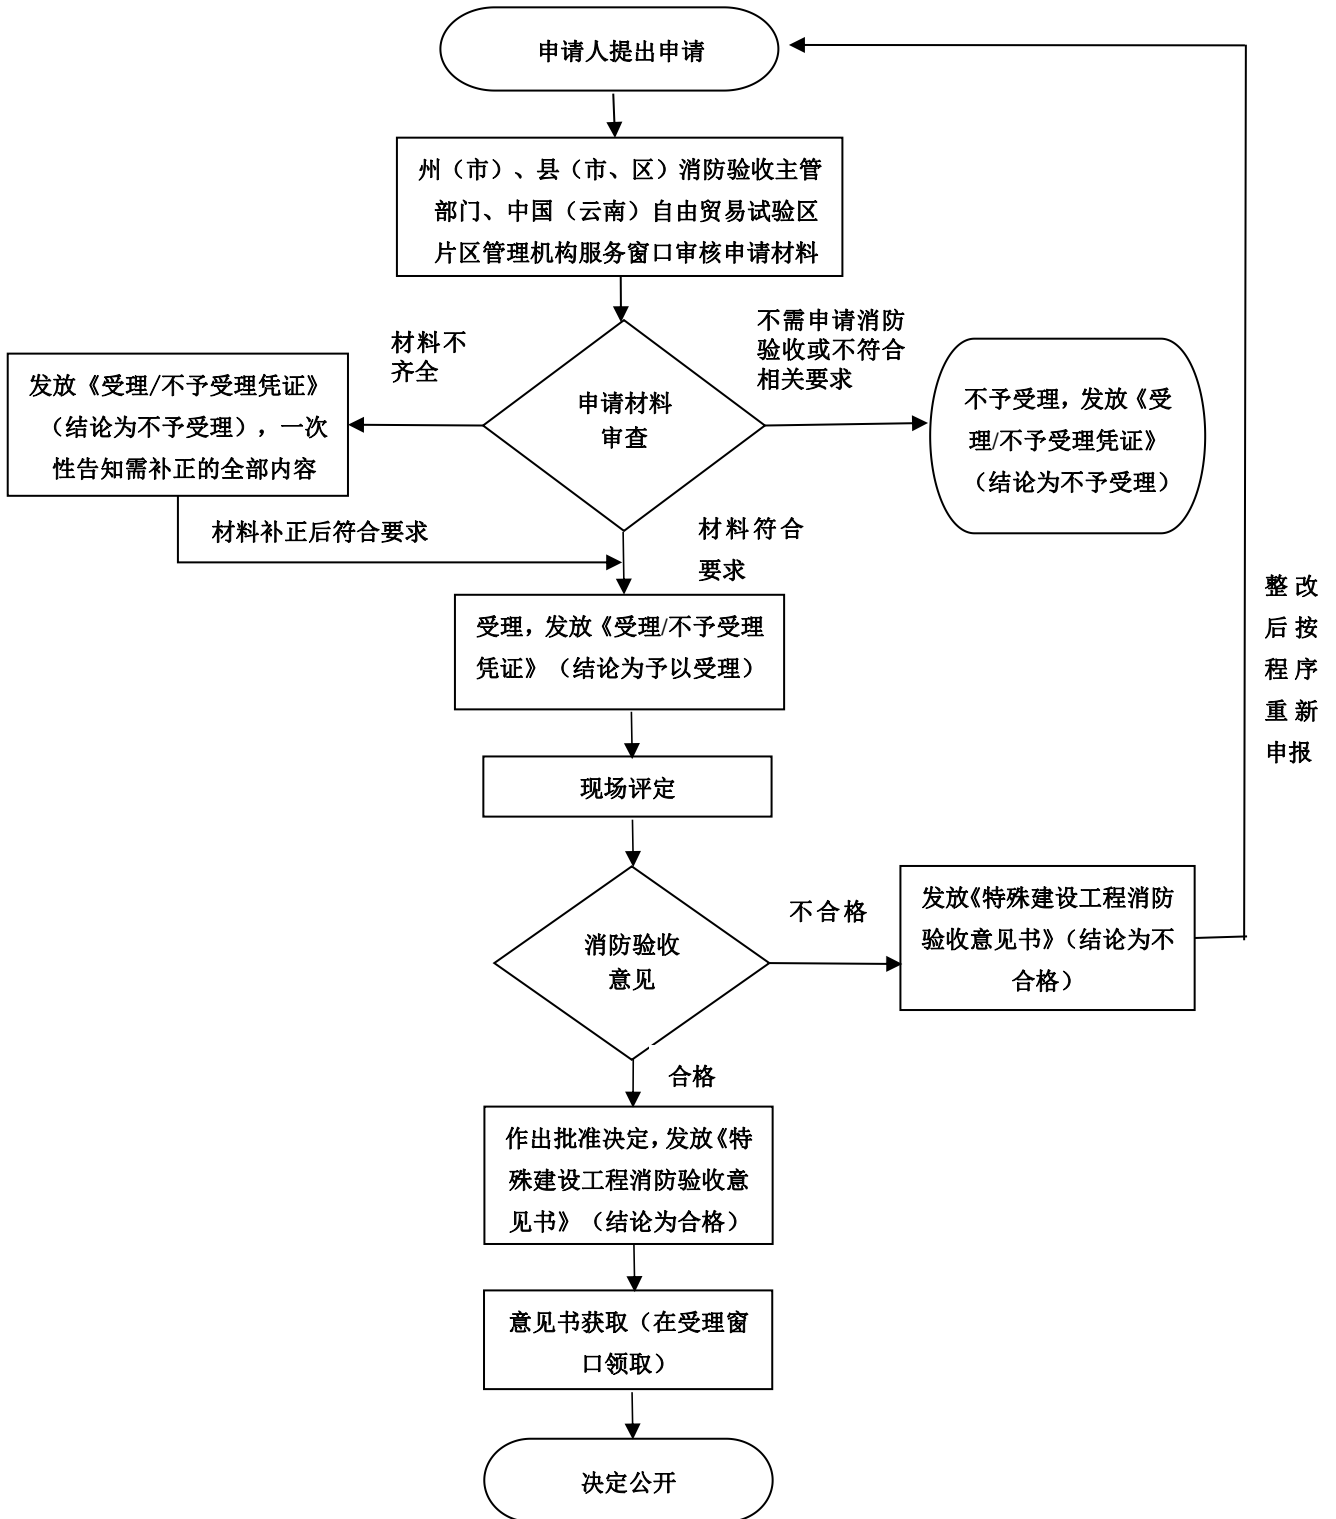 申请人提出申请
州（市）、县（市、区）消防验收主管
部门、中国（云南）自由贸易试验区
片区管理机构服务窗口审核申请材料
材料不
齐全
不需申请消防
验收或不符合
相关要求
发放《受理/不予受理凭证》
（结论为不予受理），一次
性告知需补正的全部内容
申请材料
审查
不予受理，发放《受
理/不予受理凭证》
（结论为不予受理）
材料补正后符合要求
材料符合
要求
受理，发放《受理/不予受理
凭证》（结论为予以受理）
整改
后按
程序
重新
申报
现场评定
消防验收
意见
不合格
发放《特殊建设工程消防
验收意见书》（结论为不
合格）
合格
作出批准决定，发放《特
殊建设工程消防验收意
见书》（结论为合格）
意见书获取（在受理窗
口领取）
决定公开